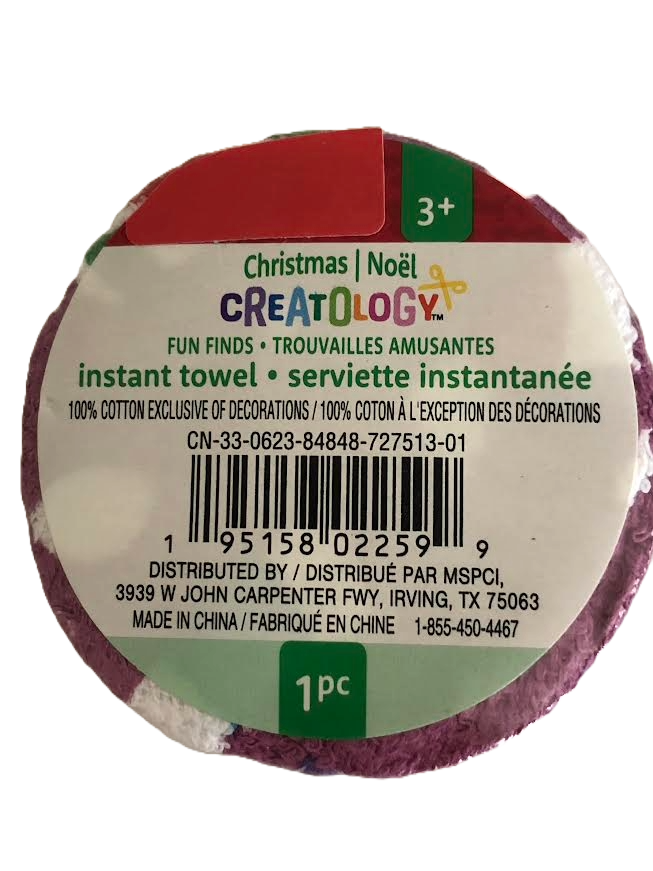 3+
Christmas | Noël
CREATOLOGY™
FUN FINDS • TROUVAILLES AMUSANTES
instant towel • serviette instantanée
100% COTTON EXCLUSIVE OF DECORATIONS / 100% COTON À L'EXCEPTION DES DÉCORATIONS
CN-33-0623-84848-727513-01
1 95158 02259 9
DISTRIBUTED BY / DISTRIBUÉ PAR MSPCI,
3939 W JOHN CARPENTER FWY, IRVING, TX 75063
MADE IN CHINA / FABRIQUÉ EN CHINE 1-855-450-4467
1pc